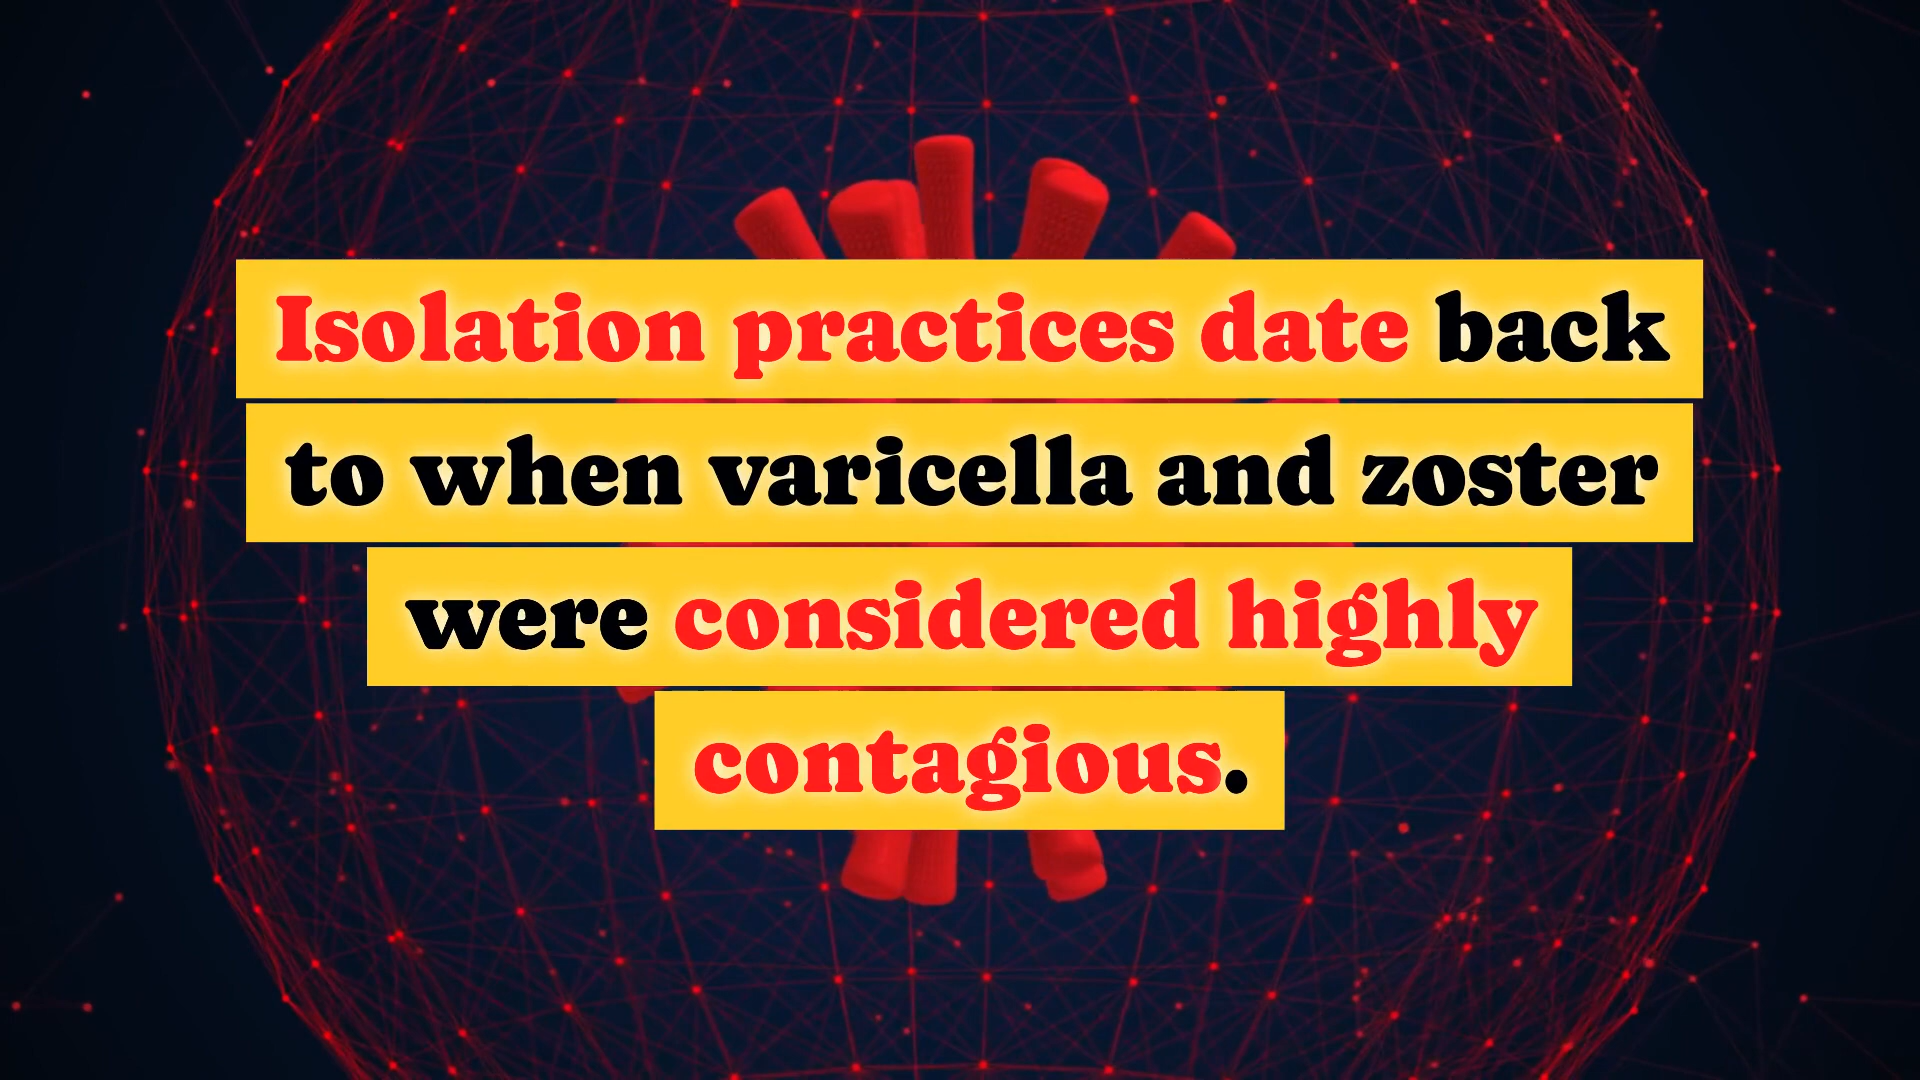 Isolation practices date back
to when varicella and zoster
were considered highly
contagious.